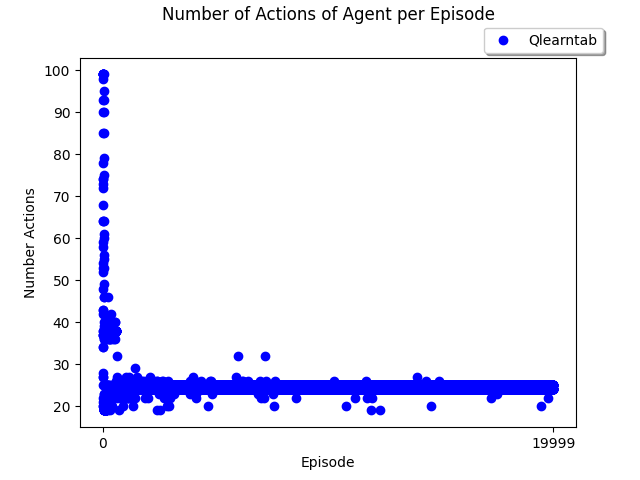 Number of Actions of Agent per Episode
Qlearntab
100
90
80
70
60
50
40
30
20
Number Actions
0 19999
Episode